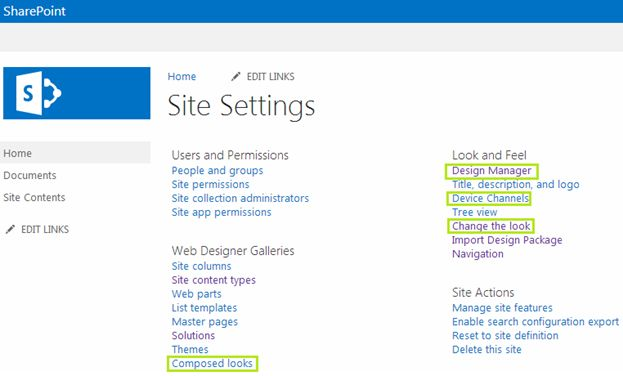 SharePoint
Home EDIT LINKS
Site Settings
Home
Documents
Site Contents
EDIT LINKS
Users and Permissions
People and groups
Site permissions
Site collection administrators
Site app permissions
Web Designer Galleries
Site columns
Site content types
Web parts
List templates
Master pages
Solutions
Themes
Composed looks
Look and Feel
Design Manager
Title, description, and logo
Device Channels
Tree view
Change the look
Import Design Package
Navigation
Site Actions
Manage site features
Enable search configuration export
Reset to site definition
Delete this site